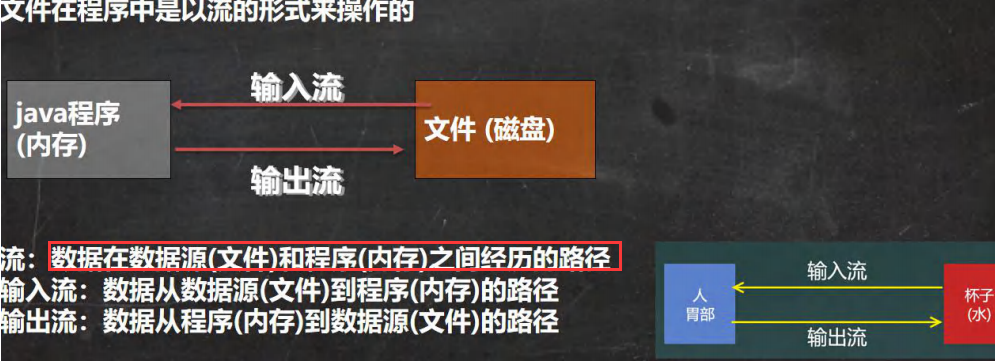 文件在程序中是以流的形式来操作的
输入流
java程序
(内存)
文件 (磁盘)
输出流
流：数据在数据源(文件)和程序(内存)之间经历的路径
输入流：数据从数据源(文件)到程序(内存)的路径
输出流：数据从程序(内存)到数据源(文件)的路径
输入流
人
胃部
杯子
(水)
输出流